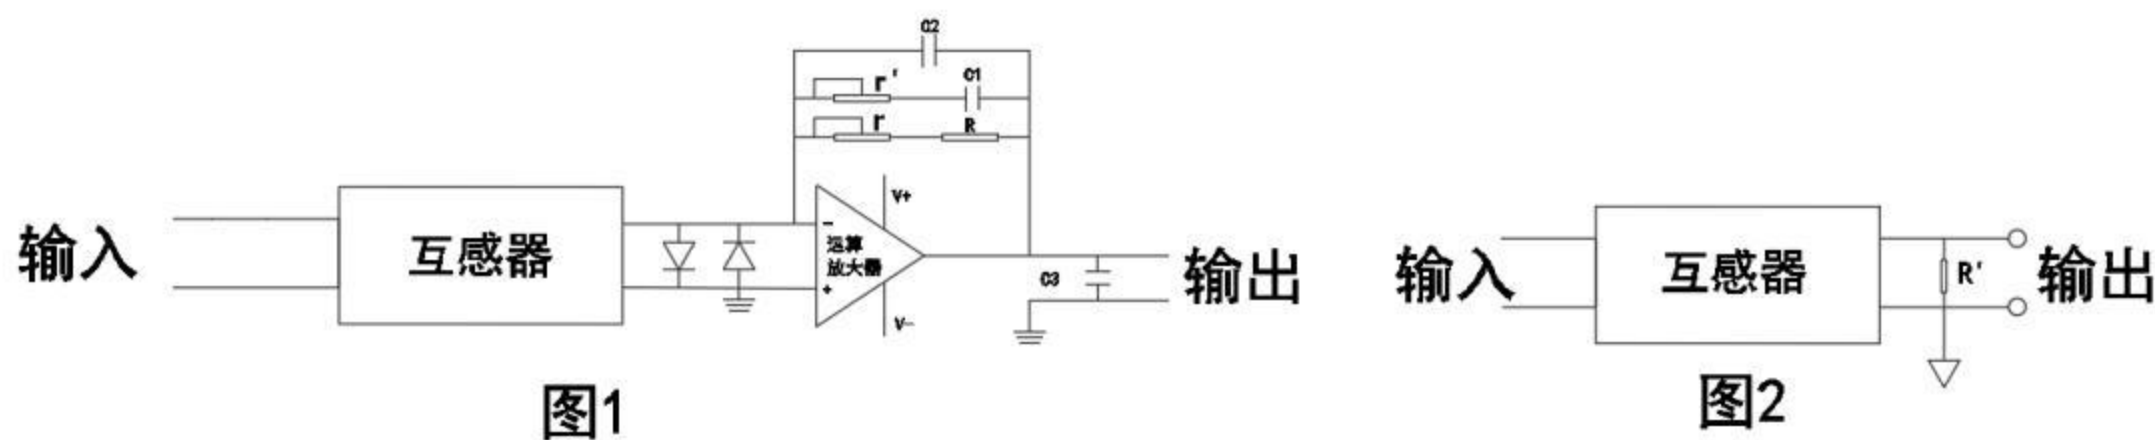 C2
r' C1
r R
V+
输入 互感器 - 运算
放大器 +
C3 输出
V-
图1
输入 互感器 R' 输出
图2